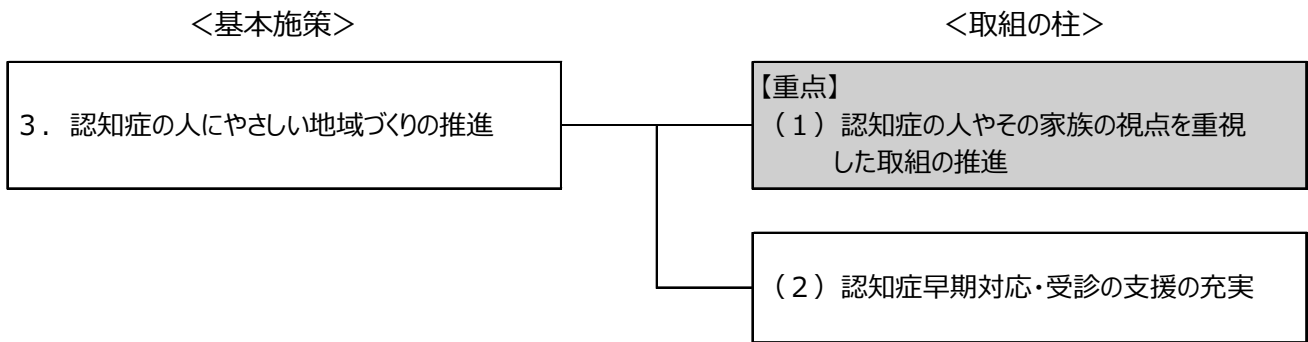 ＜基本施策＞
＜取組の柱＞
３．認知症の人にやさしい地域づくりの推進
【重点】
（１）認知症の人やその家族の視点を重視
した取組の推進
（２）認知症早期対応・受診の支援の充実